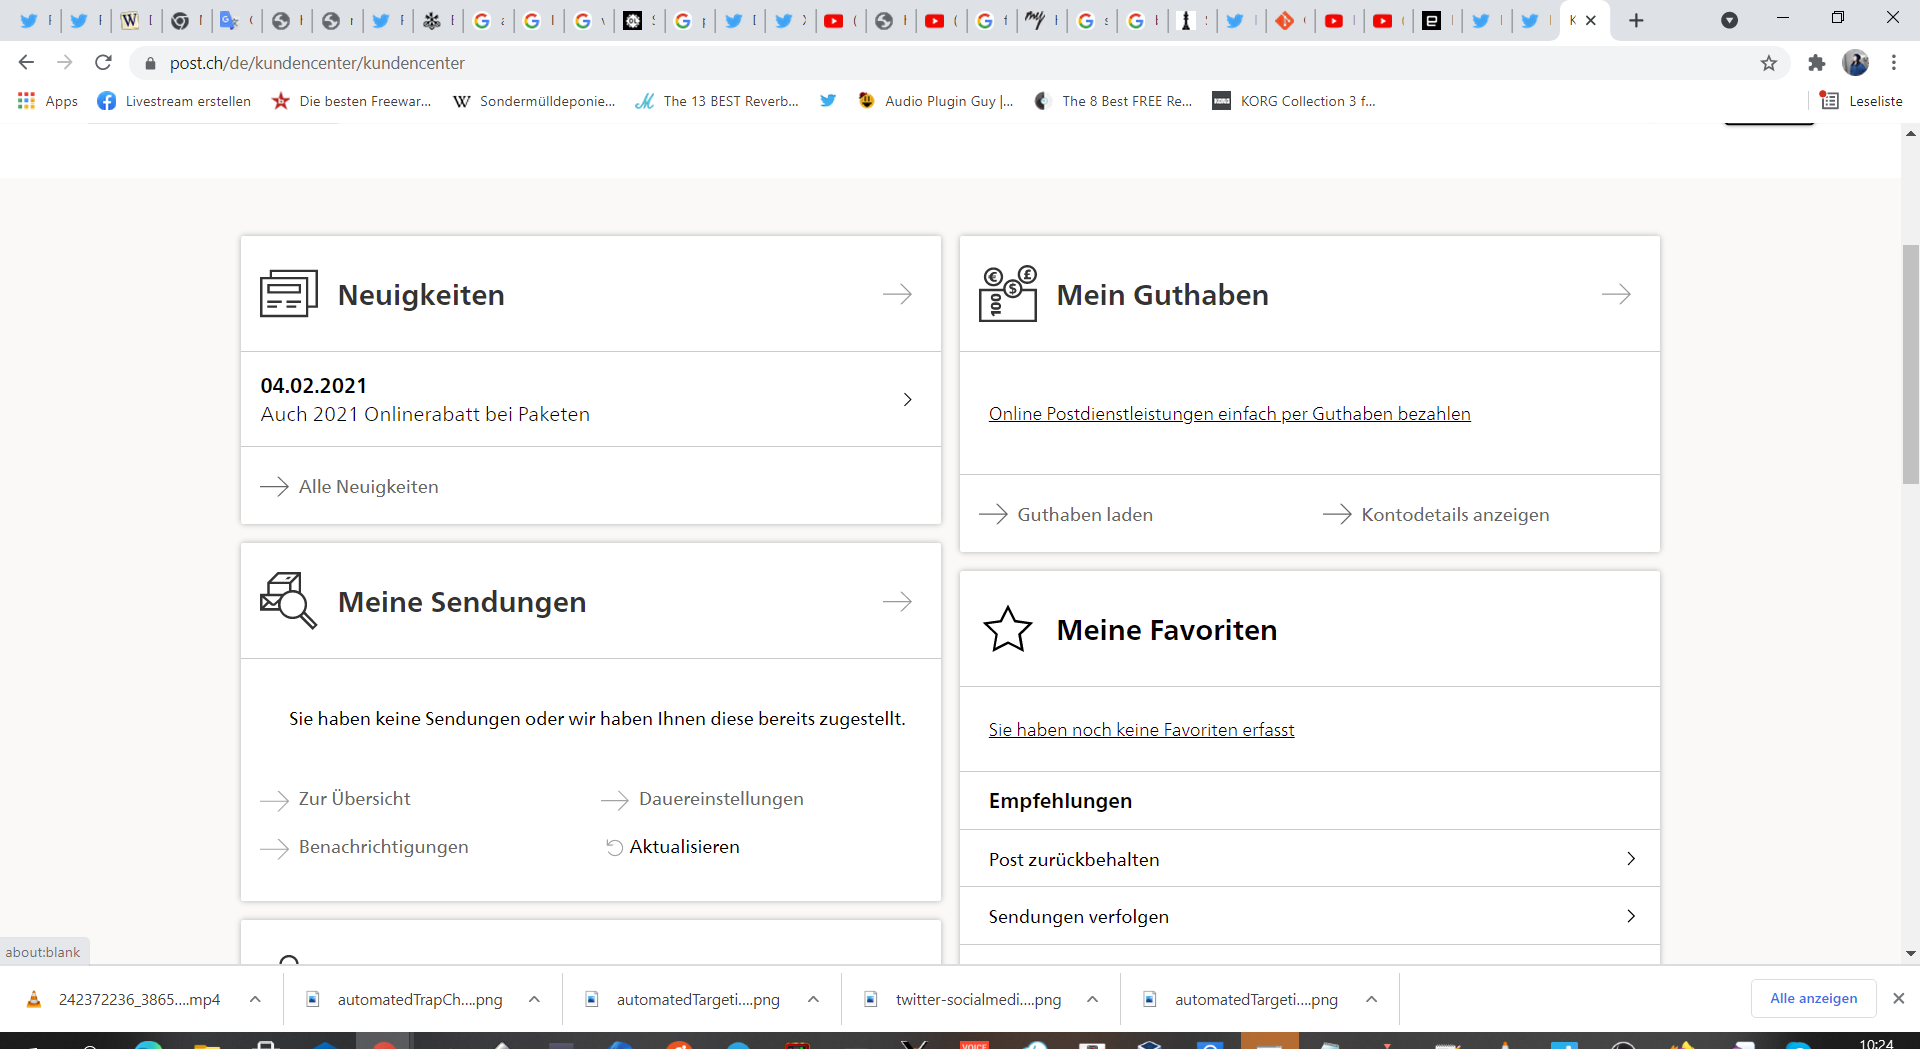 post.ch/de/kundencenter/kundencenter
Apps
Livestream erstellen
Die besten Freewar...
Sondermülldeponie...
The 13 BEST Reverb...
Audio Plugin Guy |...
The 8 Best FREE Re...
KORG Collection 3 f...
Leseliste
Neuigkeiten
04.02.2021
Auch 2021 Onlinerabatt bei Paketen
Alle Neuigkeiten
Mein Guthaben
Online Postdienstleistungen einfach per Guthaben bezahlen
Guthaben laden
Kontodetails anzeigen
Meine Sendungen
Sie haben keine Sendungen oder wir haben Ihnen diese bereits zugestellt.
Zur Übersicht
Dauereinstellungen
Benachrichtigungen
Aktualisieren
Meine Favoriten
Sie haben noch keine Favoriten erfasst
Empfehlungen
Post zurückbehalten
Sendungen verfolgen
about:blank
242372236_3865....mp4
automatedTrapCh....png
automatedTargeti....png
twitter-socialmedi....png
automatedTargeti....png
Alle anzeigen
10:24